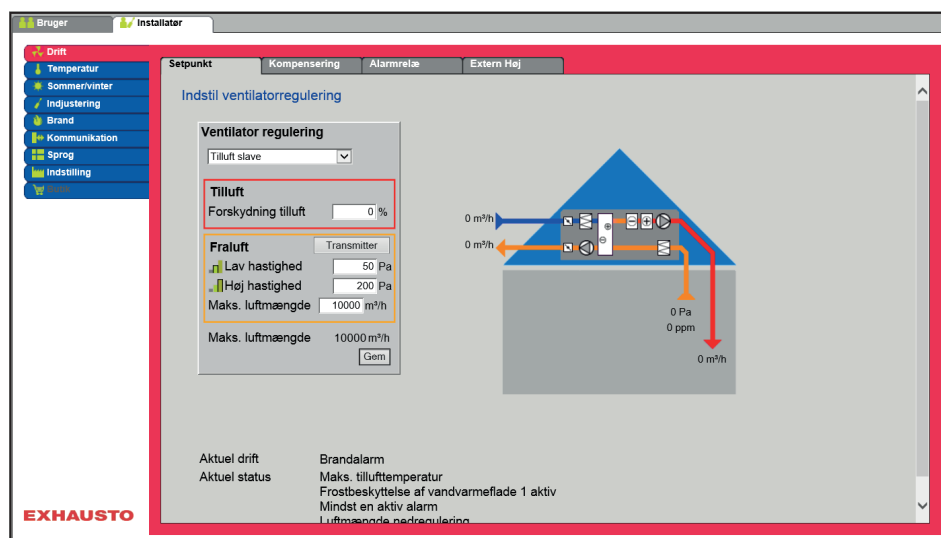 Bruger
Installatør
Drift
Temperatur
Sommer/vinter
Indjustering
Brand
Kommunikation
Sprog
Indstilling
Butik
EXHAUSTO
Setpunkt
Kompensering
Alarmrelæ
Extern Høj
Indstil ventilatorregulering
Ventilator regulering
Tilluft slave
Tilluft
Forskydning tilluft 0 %
Fraluft Transmitter
Lav hastighed 50 Pa
Høj hastighed 200 Pa
Maks. luftmængde 10000 m³/h
Maks. luftmængde 10000 m³/h
Gem
0 m³/h
0 m³/h
0 Pa
0 ppm
0 m³/h
Aktuel drift Brandalarm
Aktuel status Maks. tillufttemperatur
Frostbeskyttelse af vandvarmeflade 1 aktiv
Mindst en aktiv alarm
Luftmængde nedregulering